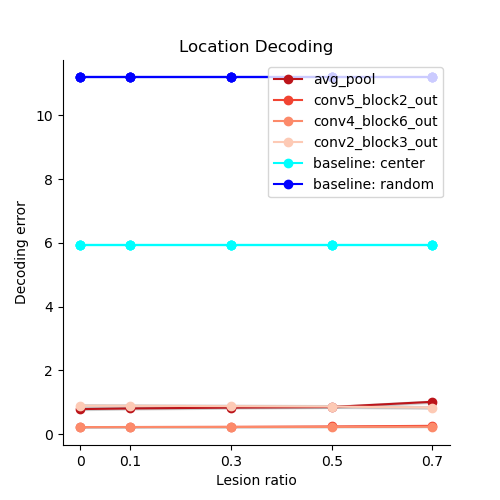 Location Decoding
avg_pool
conv5_block2_out
conv4_block6_out
conv2_block3_out
baseline: center
baseline: random
Decoding error
10
8
6
4
2
0
0 0.1 0.3 0.5 0.7
Lesion ratio